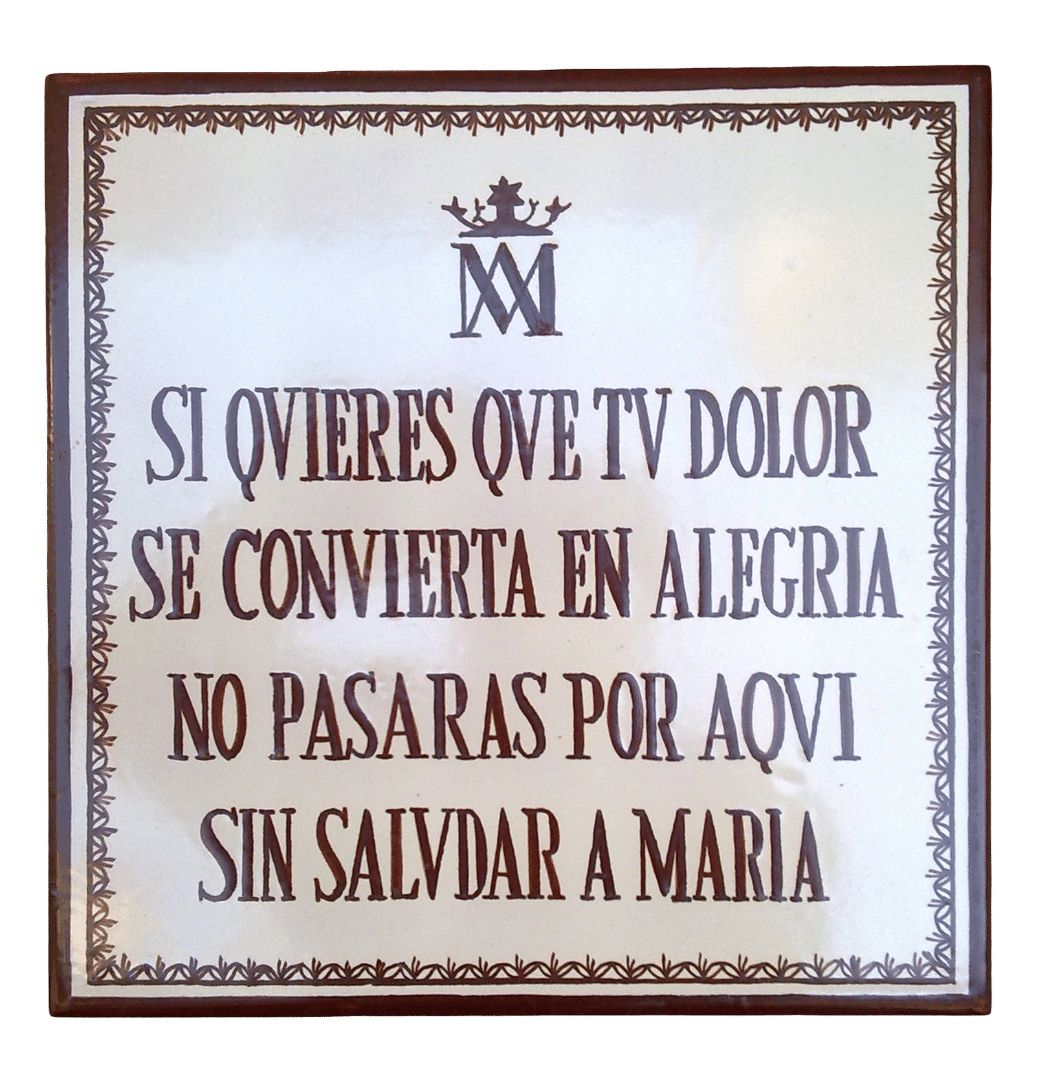 SI QVIERES QVE TV DOLOR
SE CONVIERTA EN ALEGRIA
NO PASARAS POR AQVI
SIN SALVDAR A MARIA